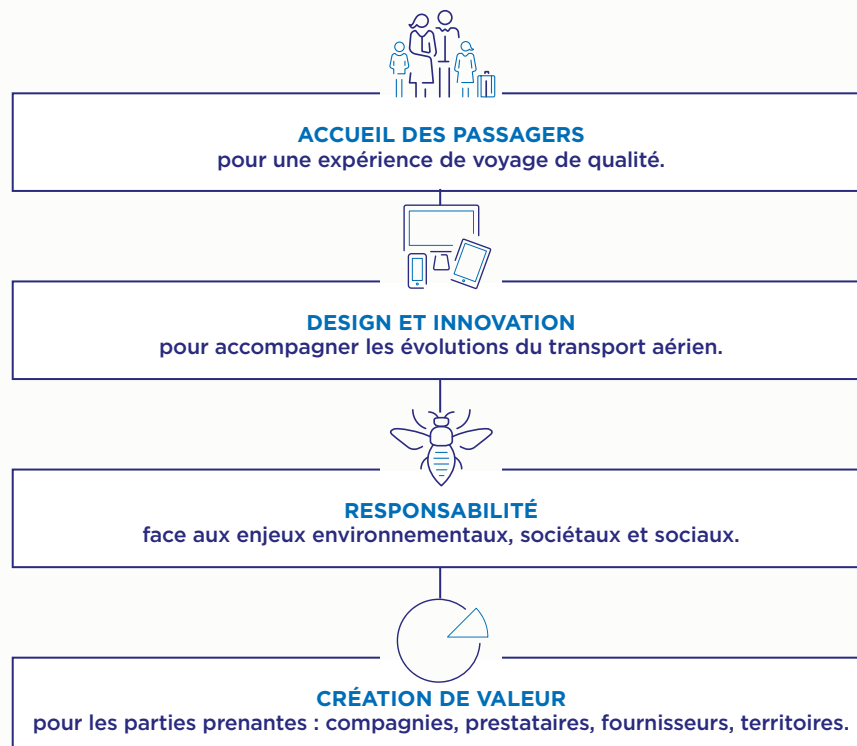 ACCUEIL DES PASSAGERS
pour une expérience de voyage de qualité.
DESIGN ET INNOVATION
pour accompagner les évolutions du transport aérien.
RESPONSABILITÉ
face aux enjeux environnementaux, sociétaux et sociaux.
CRÉATION DE VALEUR
pour les parties prenantes : compagnies, prestataires, fournisseurs, territoires.